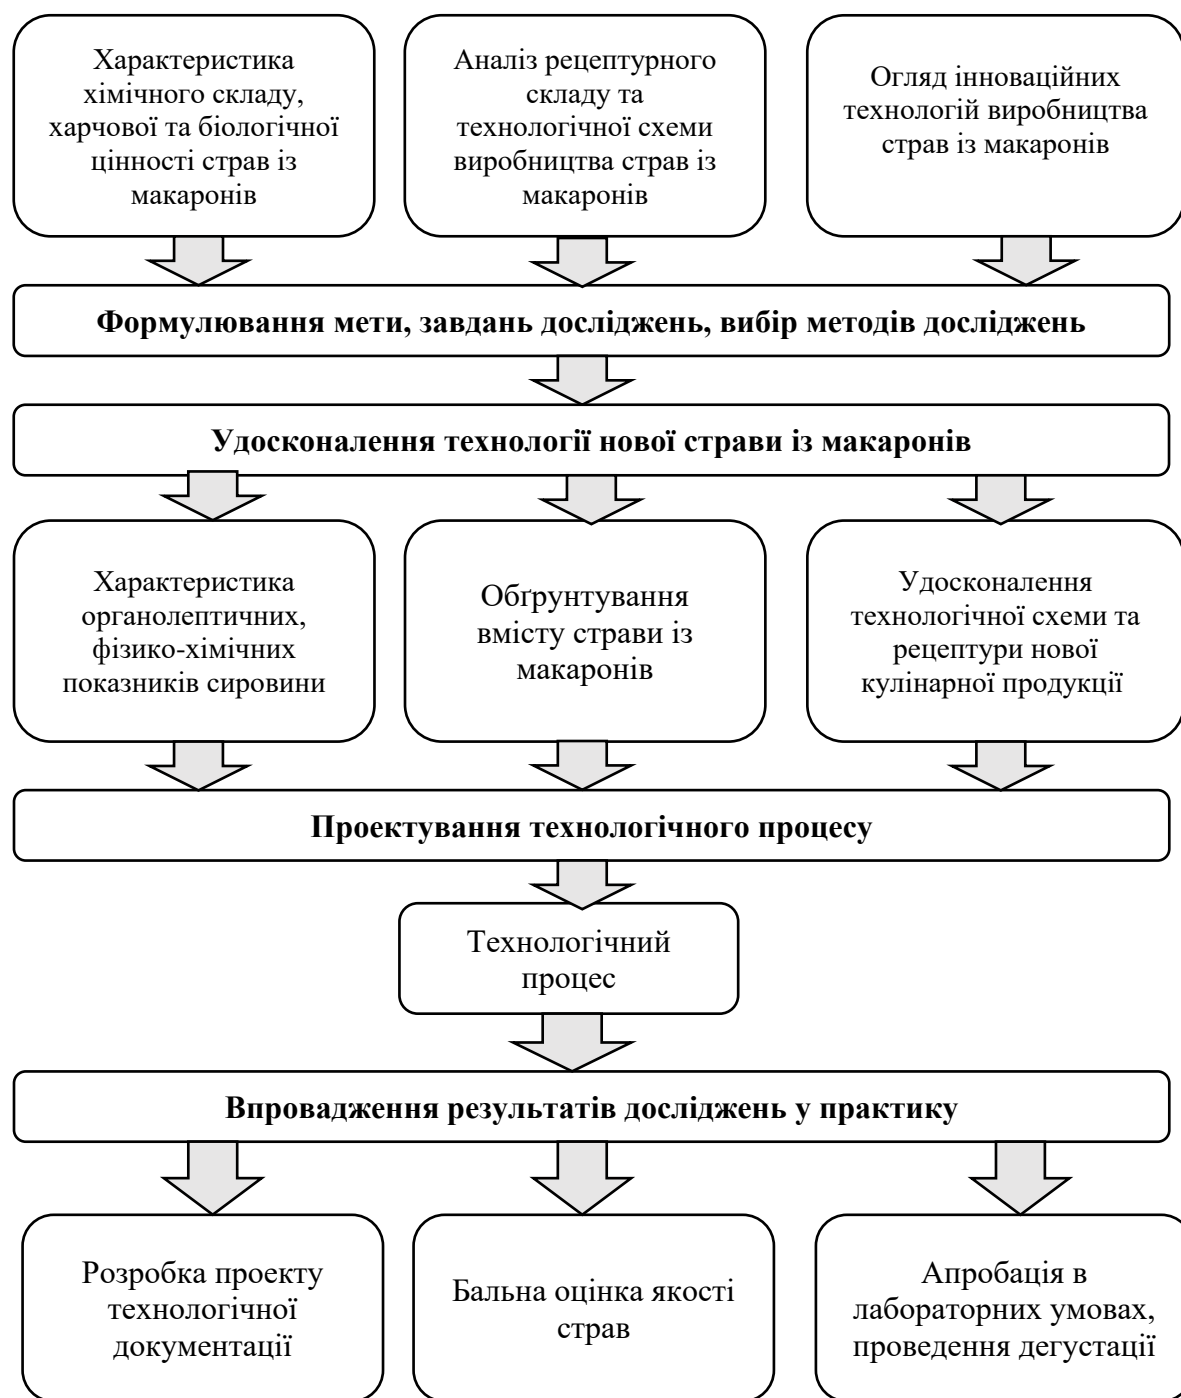 Характеристика
хімічного складу,
харчової та біологічної
цінності страв із
макаронів
Аналіз рецептурного
складу та
технологічної схеми
виробництва страв із
макаронів
Огляд інноваційних
технологій виробництва
страв із макаронів
Формулювання мети, завдань досліджень, вибір методів досліджень
Удосконалення технології нової страви із макаронів
Характеристика
органолептичних,
фізико-хімічних
показників сировини
Обґрунтування
вмісту страви із
макаронів
Удосконалення
технологічної схеми та
рецептури нової
кулінарної продукції
Проектування технологічного процесу
Технологічний
процес
Впровадження результатів досліджень у практику
Розробка проекту
технологічної
документації
Бальна оцінка якості
страв
Апробація в
лабораторних умовах,
проведення дегустації